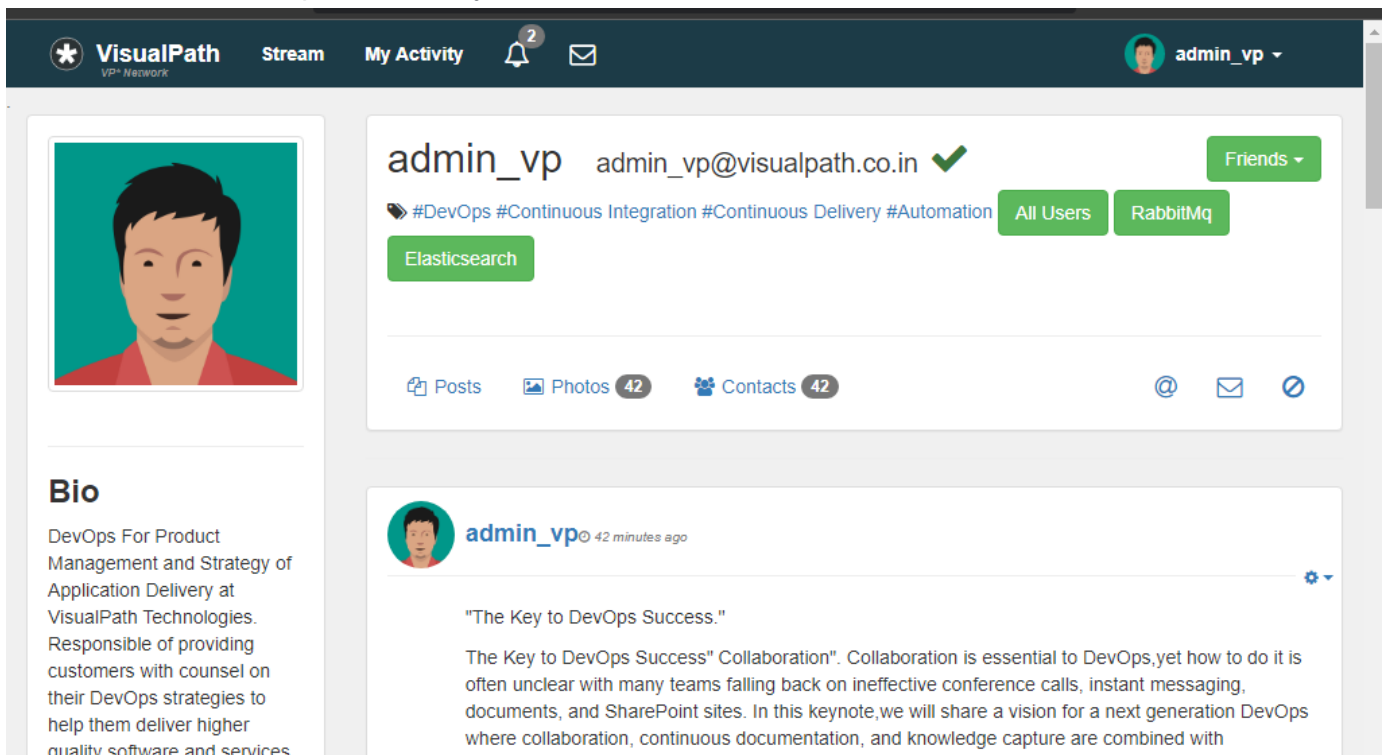 VisualPath
VP* Network
Stream
My Activity
2
admin_vp
admin_vp admin_vp@visualpath.co.in
Friends
#DevOps #Continuous Integration #Continuous Delivery #Automation All Users RabbitMq
Elasticsearch
Posts Photos 42 Contacts 42 @
Bio
DevOps For Product
Management and Strategy of
Application Delivery at
VisualPath Technologies.
Responsible of providing
customers with counsel on
their DevOps strategies to
help them deliver higher
quality software and services
admin_vp 42 minutes ago
"The Key to DevOps Success."
The Key to DevOps Success" Collaboration". Collaboration is essential to DevOps,yet how to do it is
often unclear with many teams falling back on ineffective conference calls, instant messaging,
documents, and SharePoint sites. In this keynote,we will share a vision for a next generation DevOps
where collaboration, continuous documentation, and knowledge capture are combined with